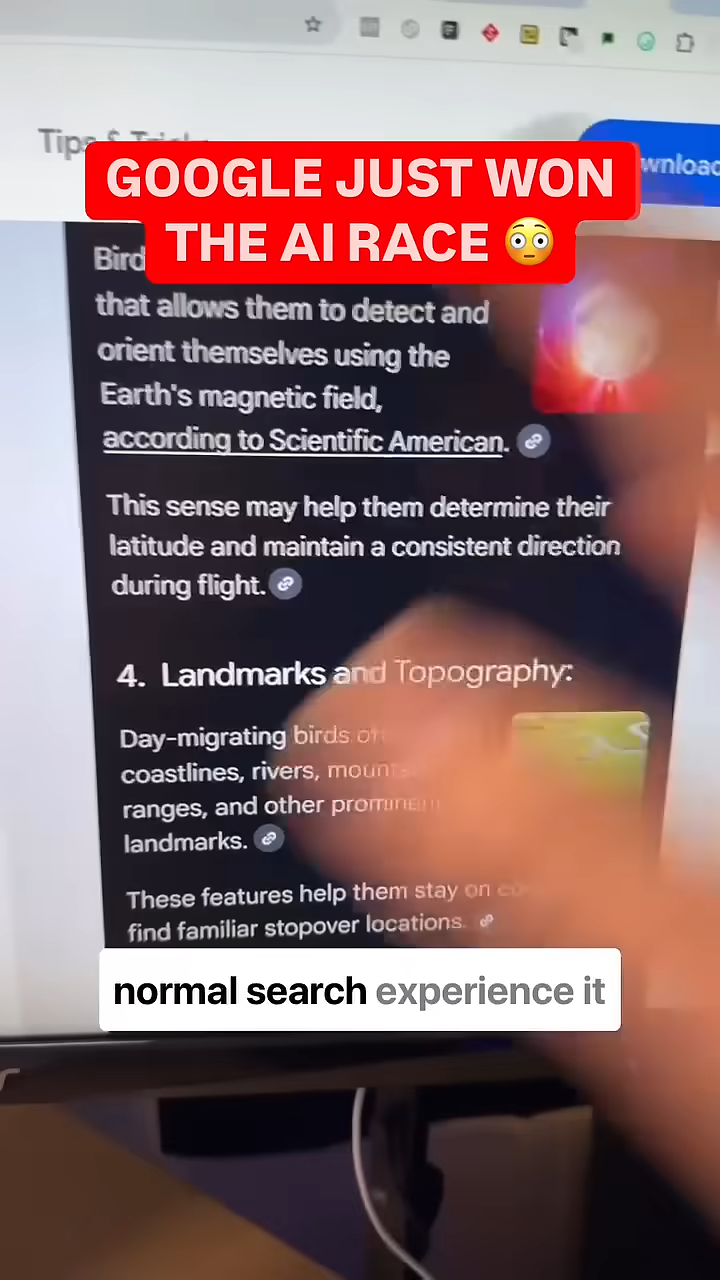 Tips & Tricks
GOOGLE JUST WON
THE AI RACE 😳
Bird
that allows them to detect and
orient themselves using the
Earth's magnetic field,
according to Scientific American.
This sense may help them determine their
latitude and maintain a consistent direction
during flight.
4. Landmarks and Topography:
Day-migrating birds
coastlines, rivers,
ranges, and other prominent
landmarks.
These features help them stay on
find familiar stopover locations.
normal search experience it